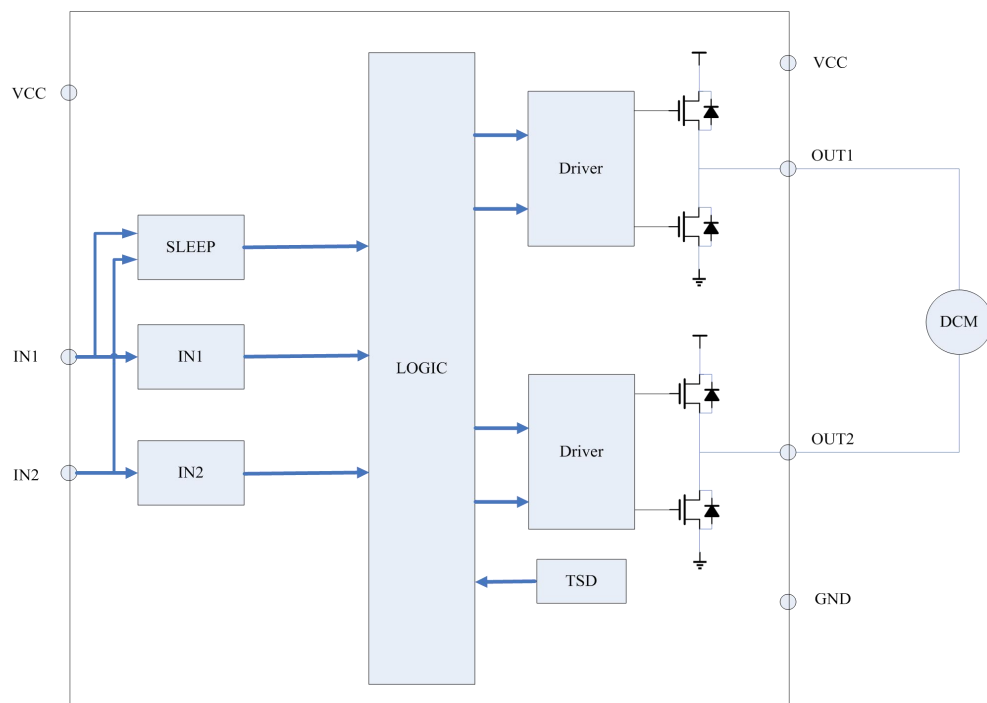 VCC
VCC
OUT1
Driver
SLEEP
DCM
IN1
IN1
LOGIC
OUT2
Driver
IN2
IN2
TSD
GND